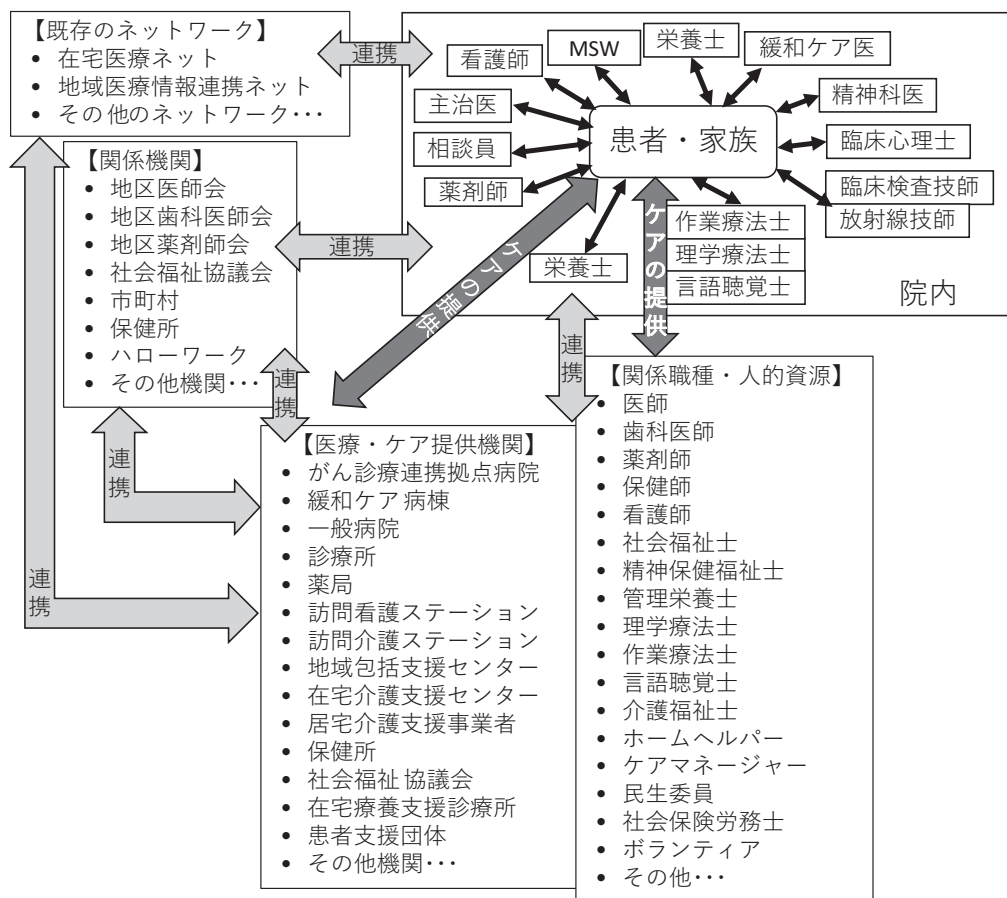 【既存のネットワーク】
• 在宅医療ネット
• 地域医療情報連携ネット
• その他のネットワーク･･･
連携
【関係機関】
• 地区医師会
• 地区歯科医師会
• 地区薬剤師会
• 社会福祉協議会
• 市町村
• 保健所
• ハローワーク
• その他機関･･･
連携
連携
連携
連携
看護師
MSW
栄養士
緩和ケア医
主治医
精神科医
患者・家族
相談員
臨床心理士
薬剤師
臨床検査技師
放射線技師
作業療法士
理学療法士
言語聴覚士
栄養士
院内
ケアの提供
ケアの提供
連携
【医療・ケア提供機関】
• がん診療連携拠点病院
• 緩和ケア病棟
• 一般病院
• 診療所
• 薬局
• 訪問看護ステーション
• 訪問介護ステーション
• 地域包括支援センター
• 在宅介護支援センター
• 居宅介護支援事業者
• 保健所
• 社会福祉協議会
• 在宅療養支援診療所
• 患者支援団体
• その他機関･･･
【関係職種・人的資源】
• 医師
• 歯科医師
• 薬剤師
• 保健師
• 看護師
• 社会福祉士
• 精神保健福祉士
• 管理栄養士
• 理学療法士
• 作業療法士
• 言語聴覚士
• 介護福祉士
• ホームヘルパー
• ケアマネージャー
• 民生委員
• 社会保険労務士
• ボランティア
• その他･･･